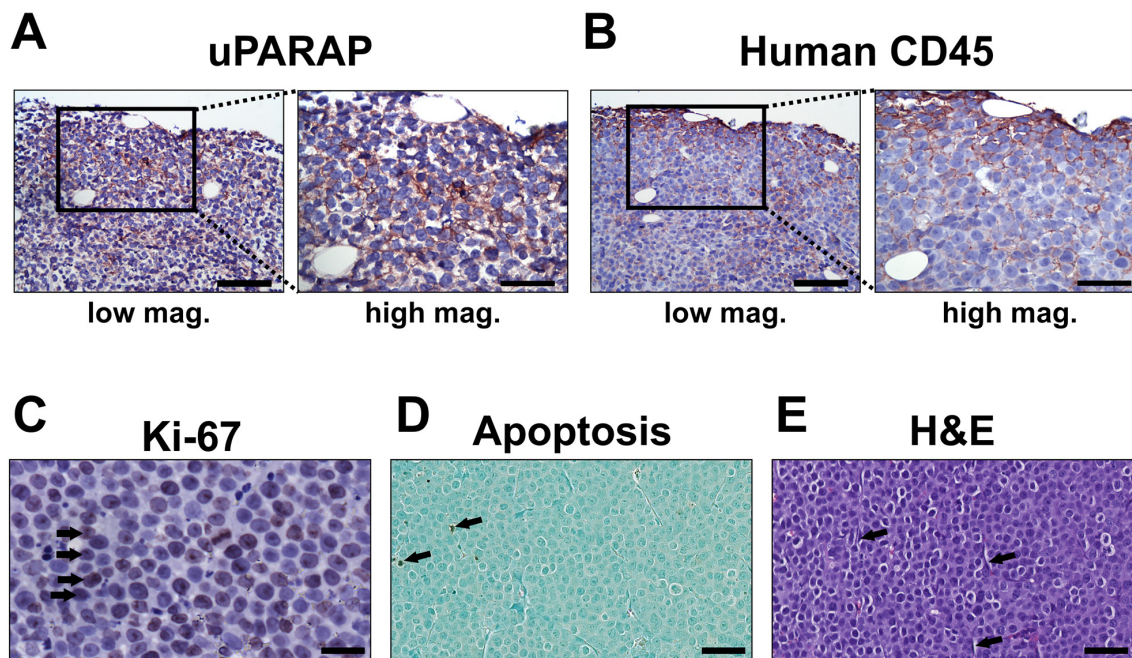 A
uPARAP
B
Human CD45
low mag.
high mag.
low mag.
high mag.
C
Ki-67
D
Apoptosis
E
H&E